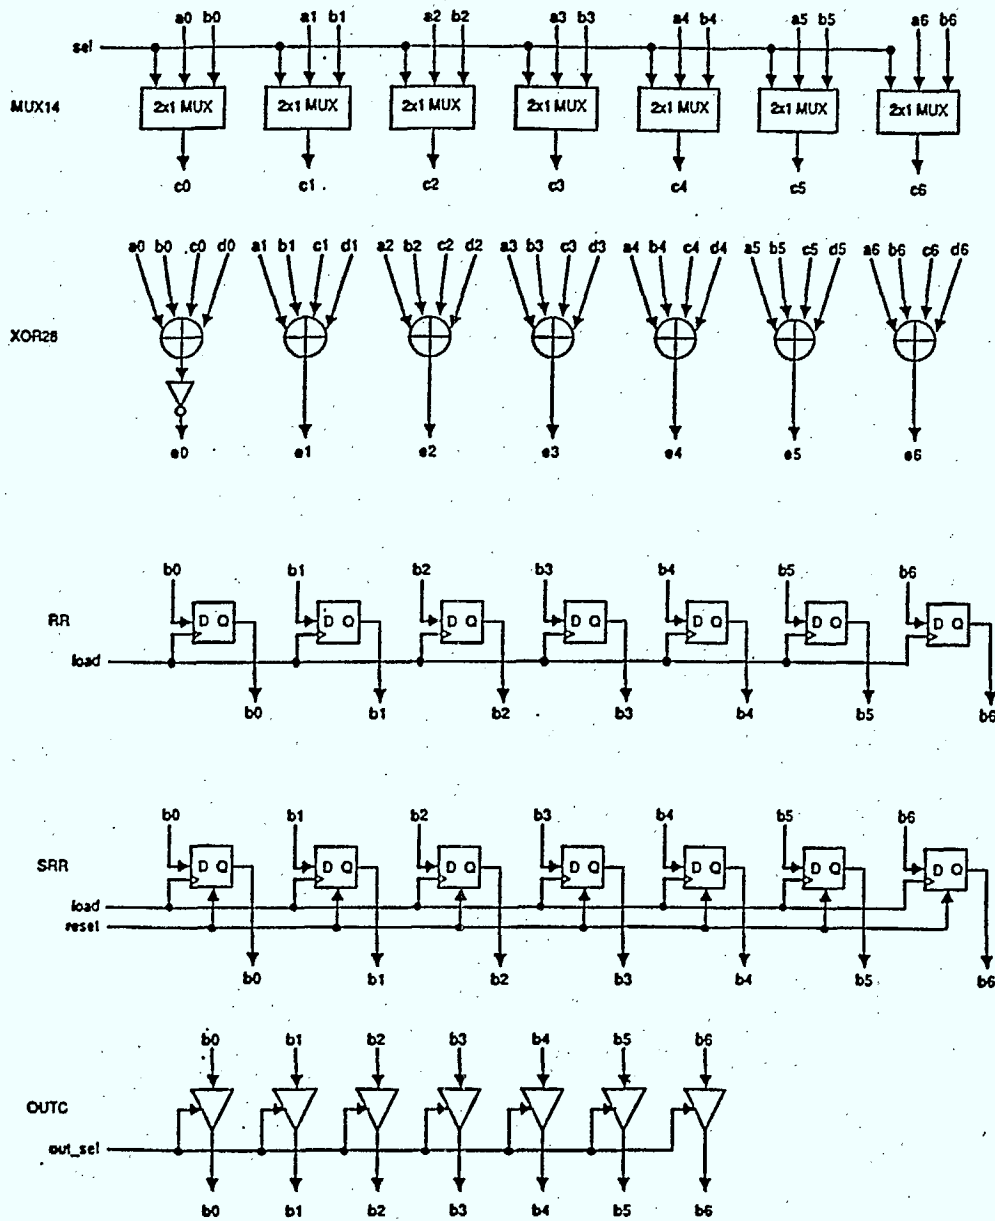 a0 b0 a1 b1 a2 b2 a3 b3 a4 b4 a5 b5 a6 b6
sel
MUX14 2x1 MUX 2x1 MUX 2x1 MUX 2x1 MUX 2x1 MUX 2x1 MUX 2x1 MUX
c0 c1 c2 c3 c4 c5 c6
a0 b0 c0 d0 a1 b1 c1 d1 a2 b2 c2 d2 a3 b3 c3 d3 a4 b4 c4 d4 a5 b5 c5 d5 a6 b6 c6 d6
XOR28
e0 e1 e2 e3 e4 e5 e6
b0 b1 b2 b3 b4 b5 b6
RR D Q D Q D Q D Q D Q D Q D Q
load
b0 b1 b2 b3 b4 b5 b6
b0 b1 b2 b3 b4 b5 b6
SRR D Q D Q D Q D Q D Q D Q D Q
load
reset
b0 b1 b2 b3 b4 b5 b6
b0 b1 b2 b3 b4 b5 b6
OUTC
out_sel
b0 b1 b2 b3 b4 b5 b6